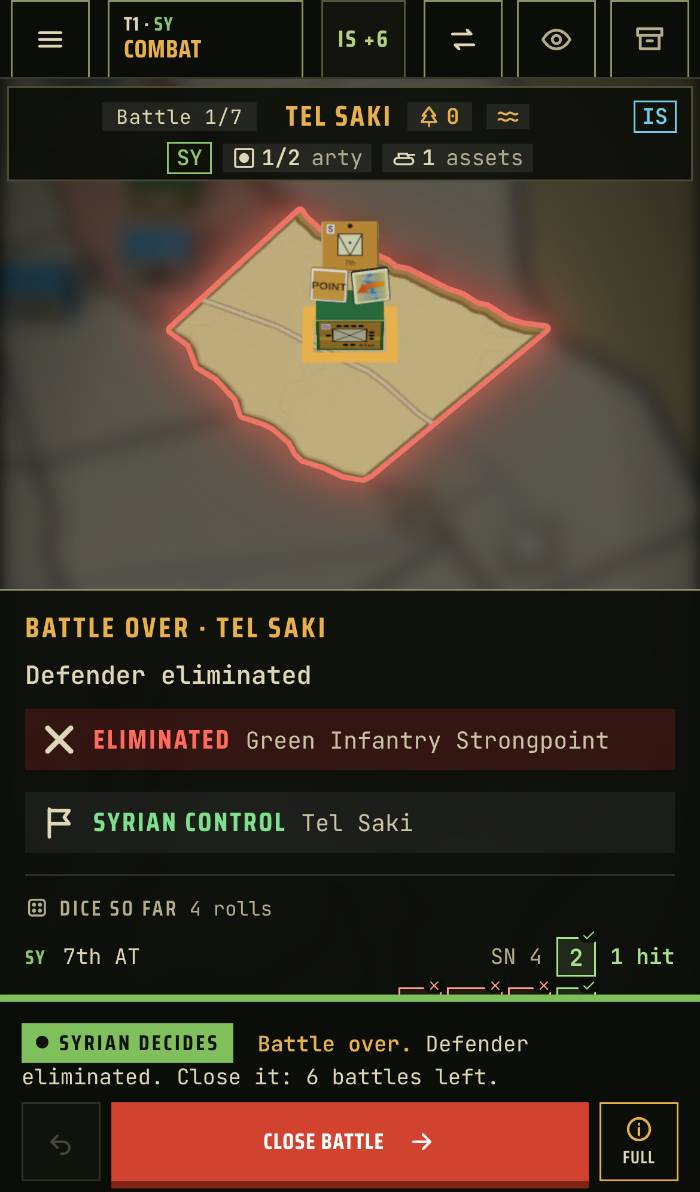 T1 · SY
COMBAT
IS +6
Battle 1/7 TEL SAKI 0 IS
SY 1/2 arty 1 assets
S
7th
POINT
BATTLE OVER · TEL SAKI
Defender eliminated
ELIMINATED Green Infantry Strongpoint
SYRIAN CONTROL Tel Saki
DICE SO FAR 4 rolls
SY 7th AT SN 4 2 1 hit
SYRIAN DECIDES Battle over. Defender
eliminated. Close it: 6 battles left.
CLOSE BATTLE →
FULL